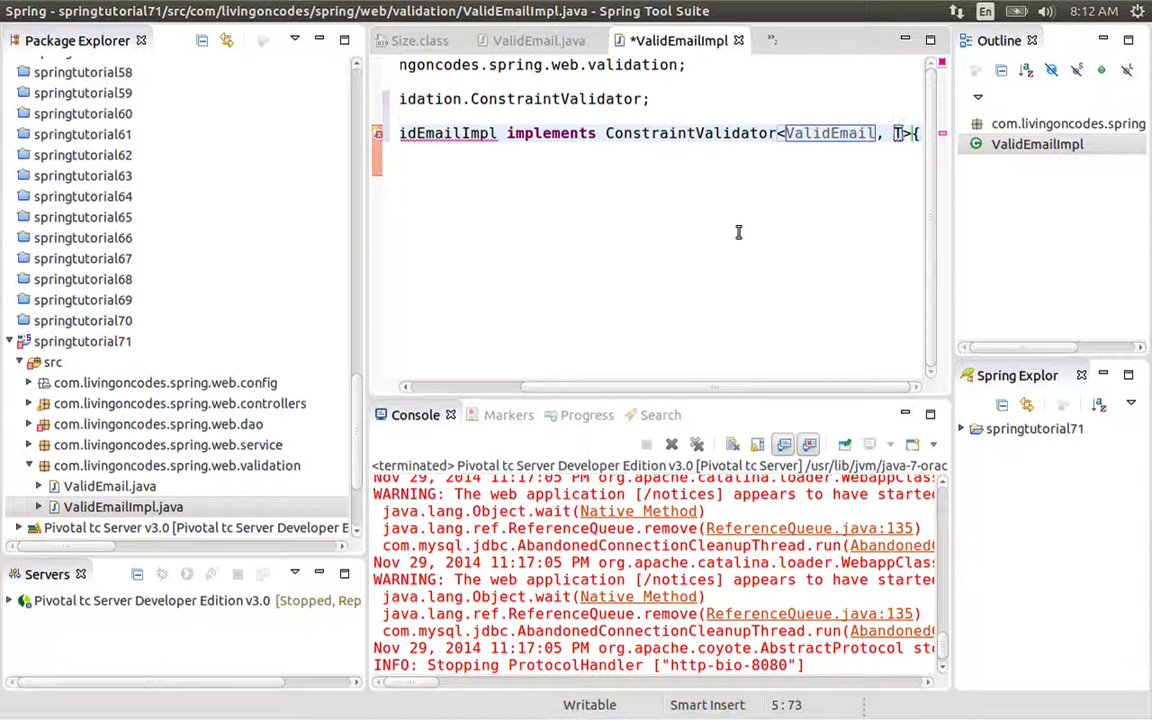 Spring - springtutorial71/src/com/livingoncodes/spring/web/validation/ValidEmailImpl.java - Spring Tool Suite
En
8:12 AM
Package Explorer
springtutorial58
springtutorial59
springtutorial60
springtutorial61
springtutorial62
springtutorial63
springtutorial64
springtutorial65
springtutorial66
springtutorial67
springtutorial68
springtutorial69
springtutorial70
springtutorial71
src
com.livingoncodes.spring.web.config
com.livingoncodes.spring.web.controllers
com.livingoncodes.spring.web.dao
com.livingoncodes.spring.web.service
com.livingoncodes.spring.web.validation
ValidEmail.java
ValidEmailImpl.java
Pivotal tc Server v3.0 [Pivotal tc Server Developer E
Servers
Pivotal tc Server Developer Edition v3.0 [Stopped, Rep
Size.class
ValidEmail.java
*ValidEmailImpl
ngoncodes.spring.web.validation;
idation.ConstraintValidator;
idEmailImpl implements ConstraintValidator<ValidEmail, T>{
Console
Markers
Progress
Search
<terminated> Pivotal tc Server Developer Edition v3.0 [Pivotal tc Server] /usr/lib/jvm/java-7-orac
Nov 29, 2014 11:17:05 PM org.apache.catalina.loader.WebappClass
WARNING: The web application [/notices] appears to have started
java.lang.Object.wait(Native Method)
java.lang.ref.ReferenceQueue.remove(ReferenceQueue.java:135)
com.mysql.jdbc.AbandonedConnectionCleanupThread.run(Abandoned
Nov 29, 2014 11:17:05 PM org.apache.catalina.loader.WebappClass
WARNING: The web application [/notices] appears to have started
java.lang.Object.wait(Native Method)
java.lang.ref.ReferenceQueue.remove(ReferenceQueue.java:135)
com.mysql.jdbc.AbandonedConnectionCleanupThread.run(Abandoned
Nov 29, 2014 11:17:05 PM org.apache.coyote.AbstractProtocol sto
INFO: Stopping ProtocolHandler ["http-bio-8080"]
Outline
com.livingoncodes.spring
ValidEmailImpl
Spring Explor
springtutorial71
Writable
Smart Insert
5:73